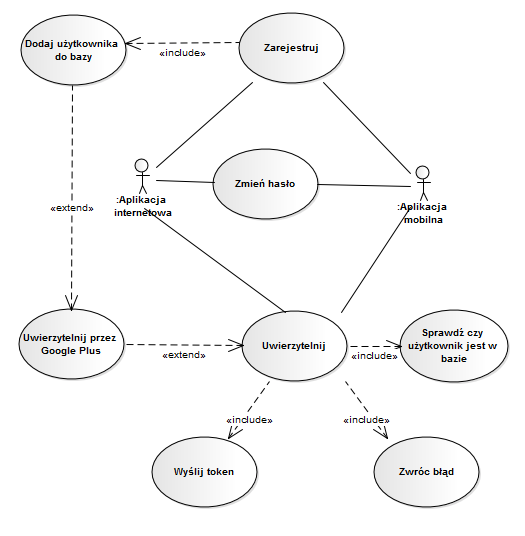 Dodaj użytkownika
do bazy
«include»
Zarejestruj
:Aplikacja
internetowa
Zmień hasło
:Aplikacja
mobilna
«extend»
Uwierzytelnij przez
Google Plus
«extend»
Uwierzytelnij
«include»
Sprawdź czy
użytkownik jest w
bazie
«include»
«include»
Wyślij token
Zwróc błąd